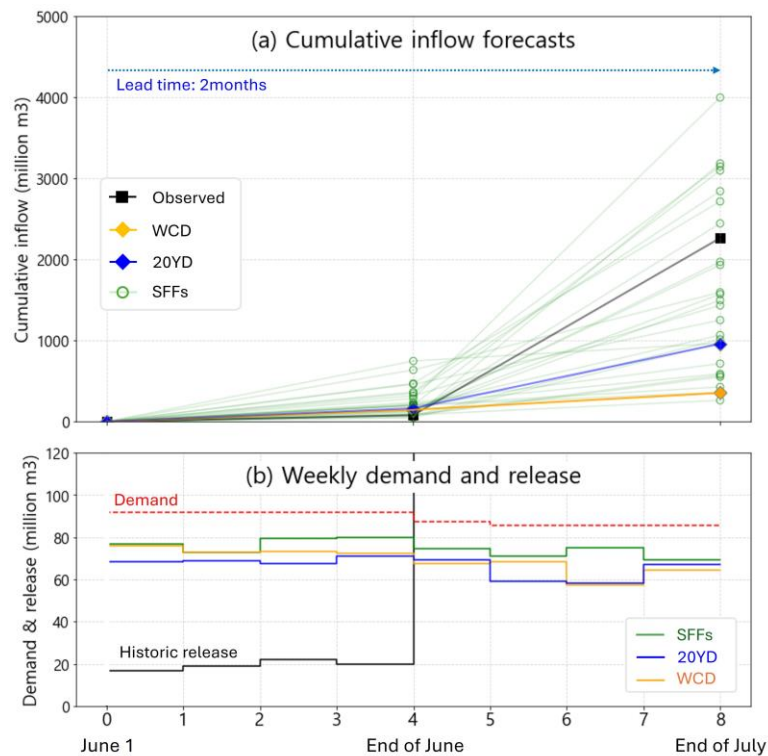 (a) Cumulative inflow forecasts
Lead time: 2months
5000
4000
3000
2000
1000
0
Cumulative inflow (million m3)
Observed
WCD
20YD
SFFs
(b) Weekly demand and release
120
100
80
60
40
20
0
Demand & release (million m3)
Demand
Historic release
SFFs
20YD
WCD
0 1 2 3 4 5 6 7 8
June 1 End of June End of July